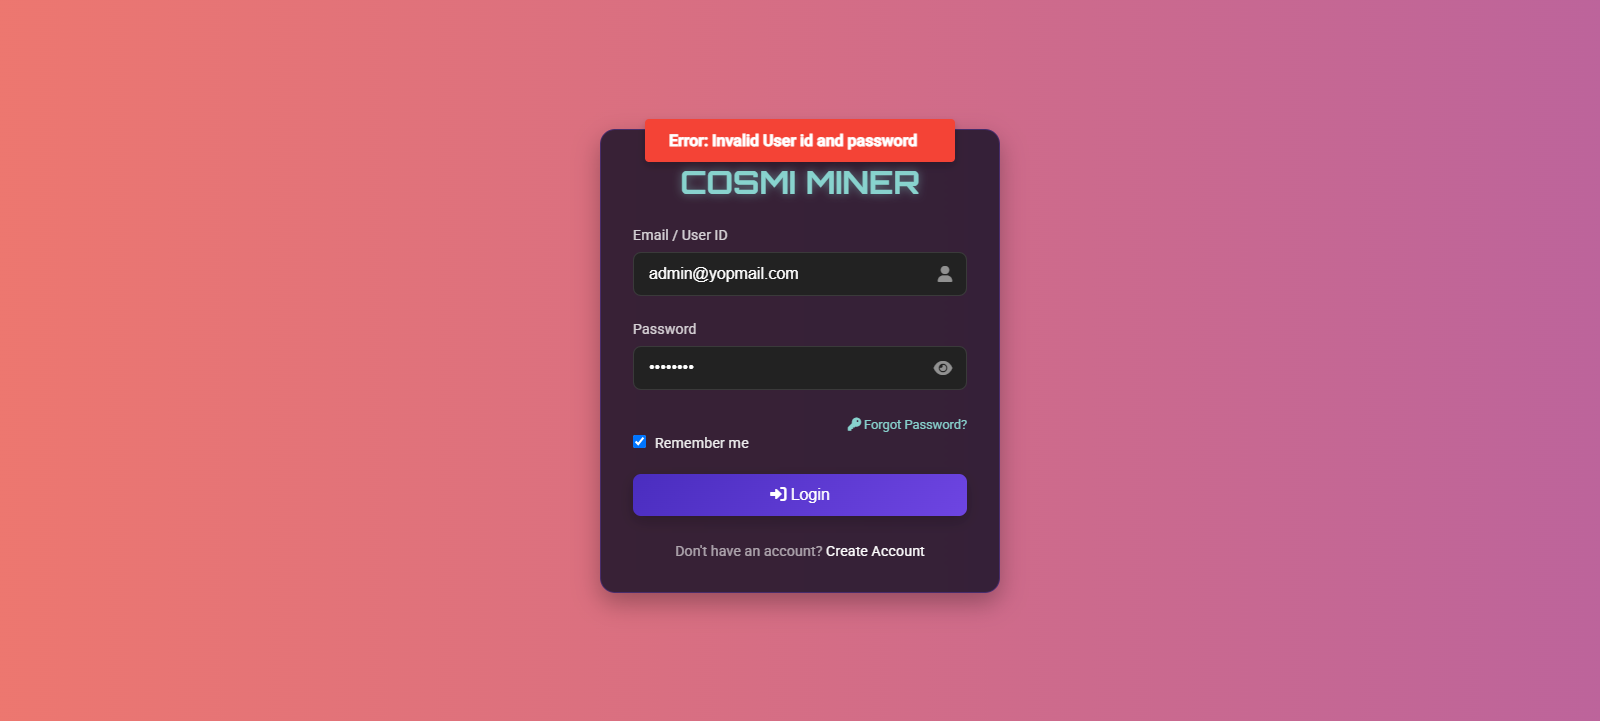 Error: Invalid User id and password
COSMI MINER
Email / User ID
admin@yopmail.com
Password
••••••••
Forgot Password?
Remember me
Login
Don't have an account? Create Account